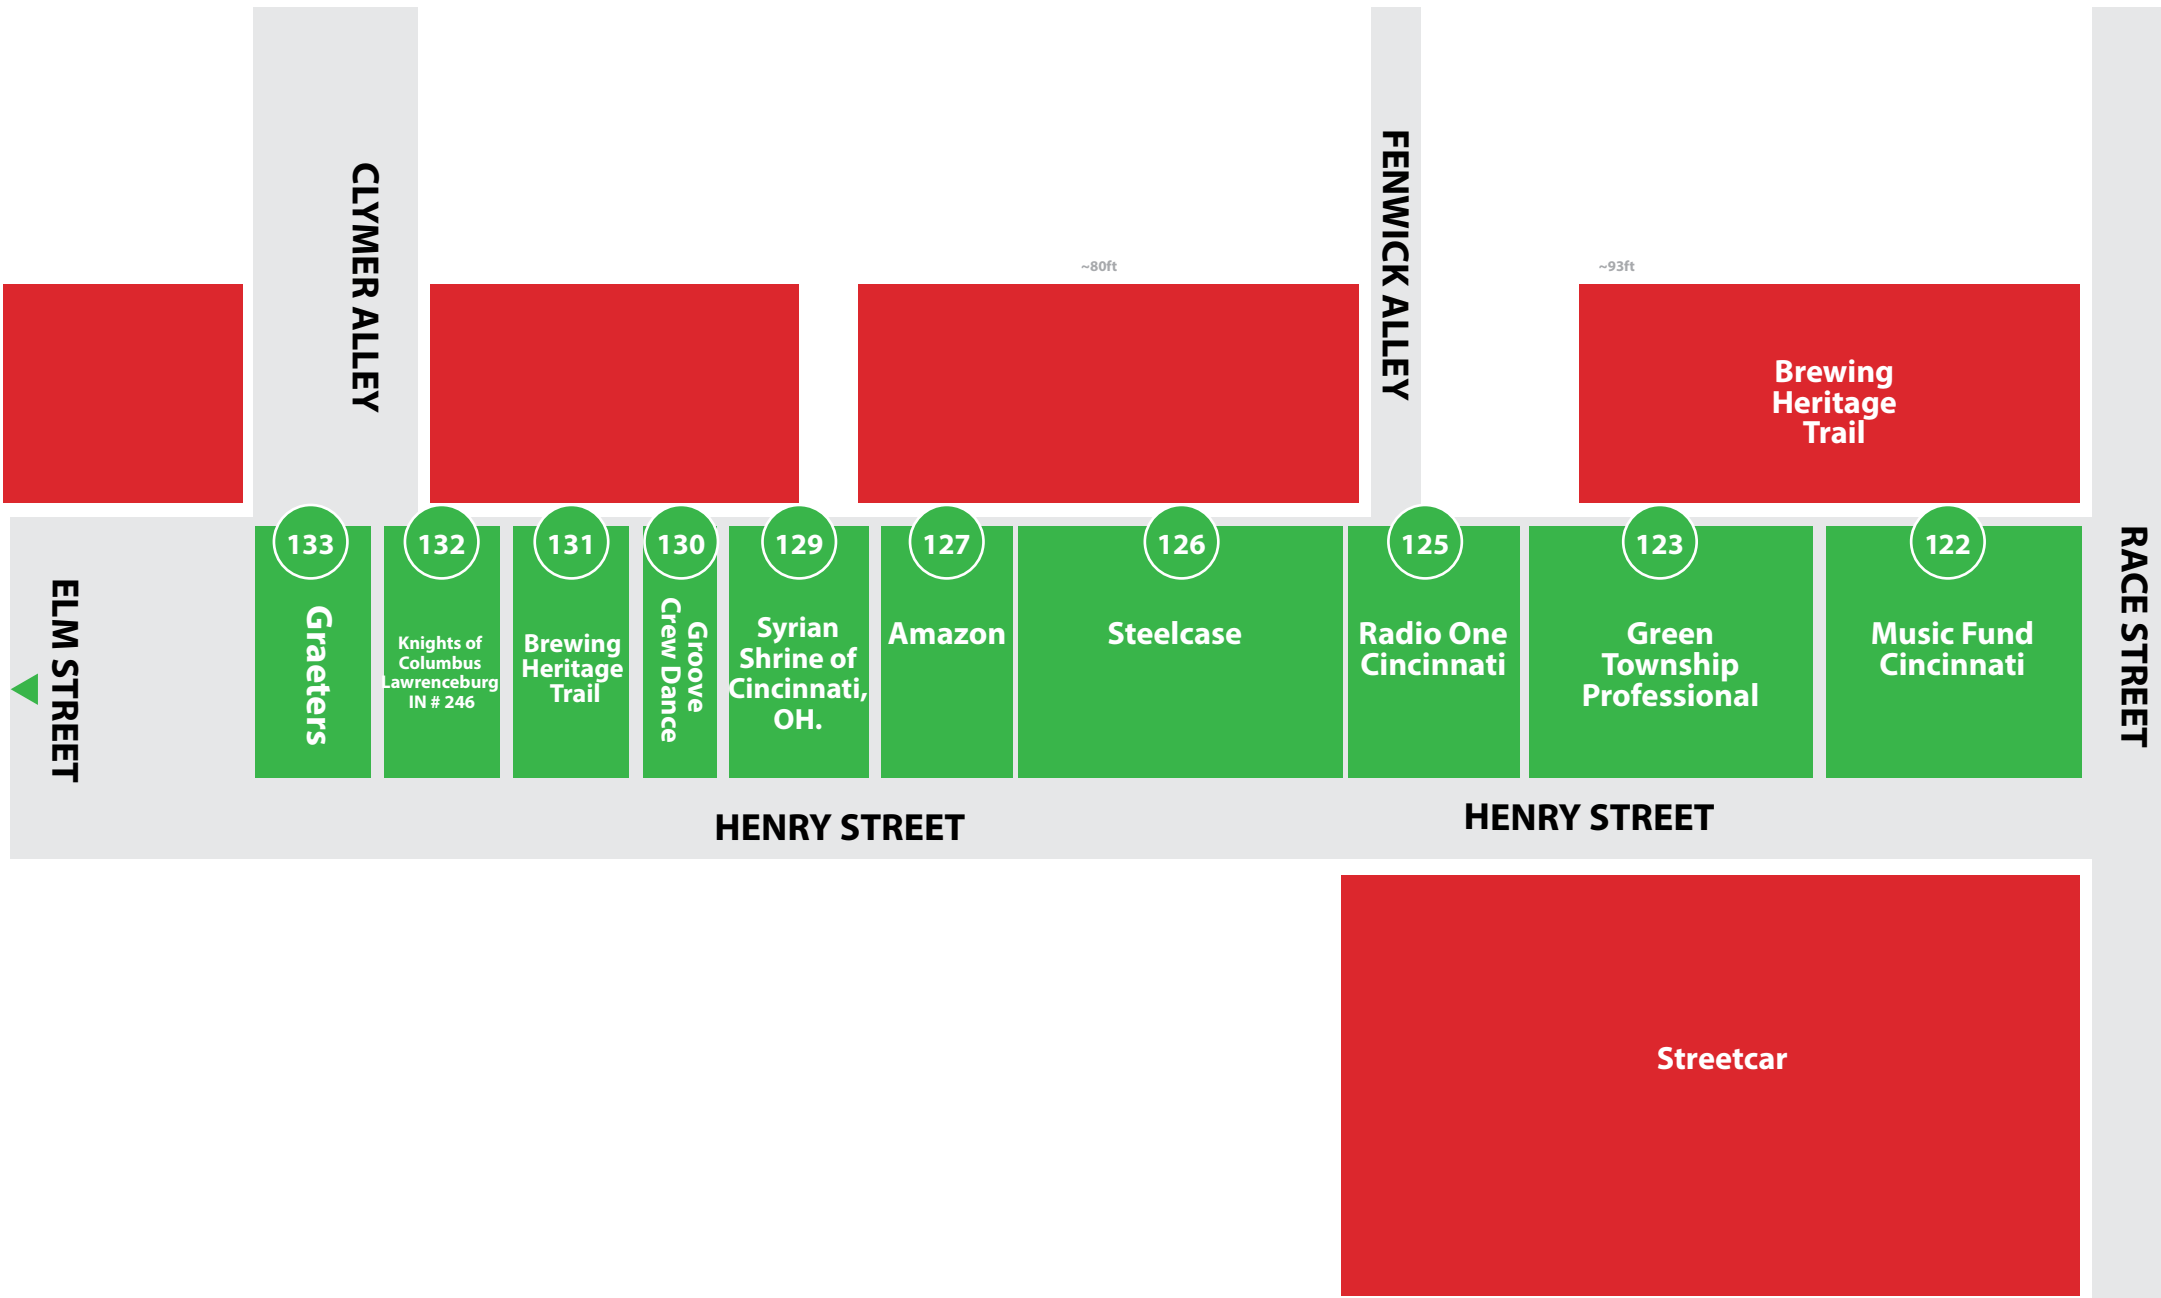 CLYMER ALLEY
FENWICK ALLEY
~80ft
~93ft
Brewing
Heritage
Trail
133
132
131
130
129
127
126
125
123
122
ELM STREET
Graeters
Knights of
Columbus
Lawrenceburg
IN # 246
Brewing
Heritage
Trail
Groove
Crew Dance
Syrian
Shrine of
Cincinnati,
OH.
Amazon
Steelcase
Radio One
Cincinnati
Green
Township
Professional
Music Fund
Cincinnati
RACE STREET
HENRY STREET
HENRY STREET
Streetcar